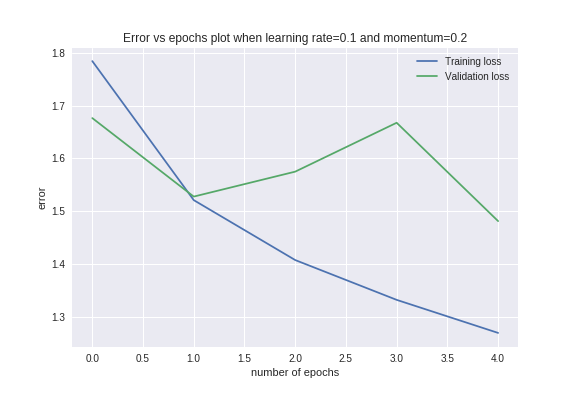 Error vs epochs plot when learning rate=0.1 and momentum=0.2
Training loss
Validation loss
1.8
1.7
1.6
1.5
1.4
1.3
error
0.0 0.5 1.0 1.5 2.0 2.5 3.0 3.5 4.0
number of epochs